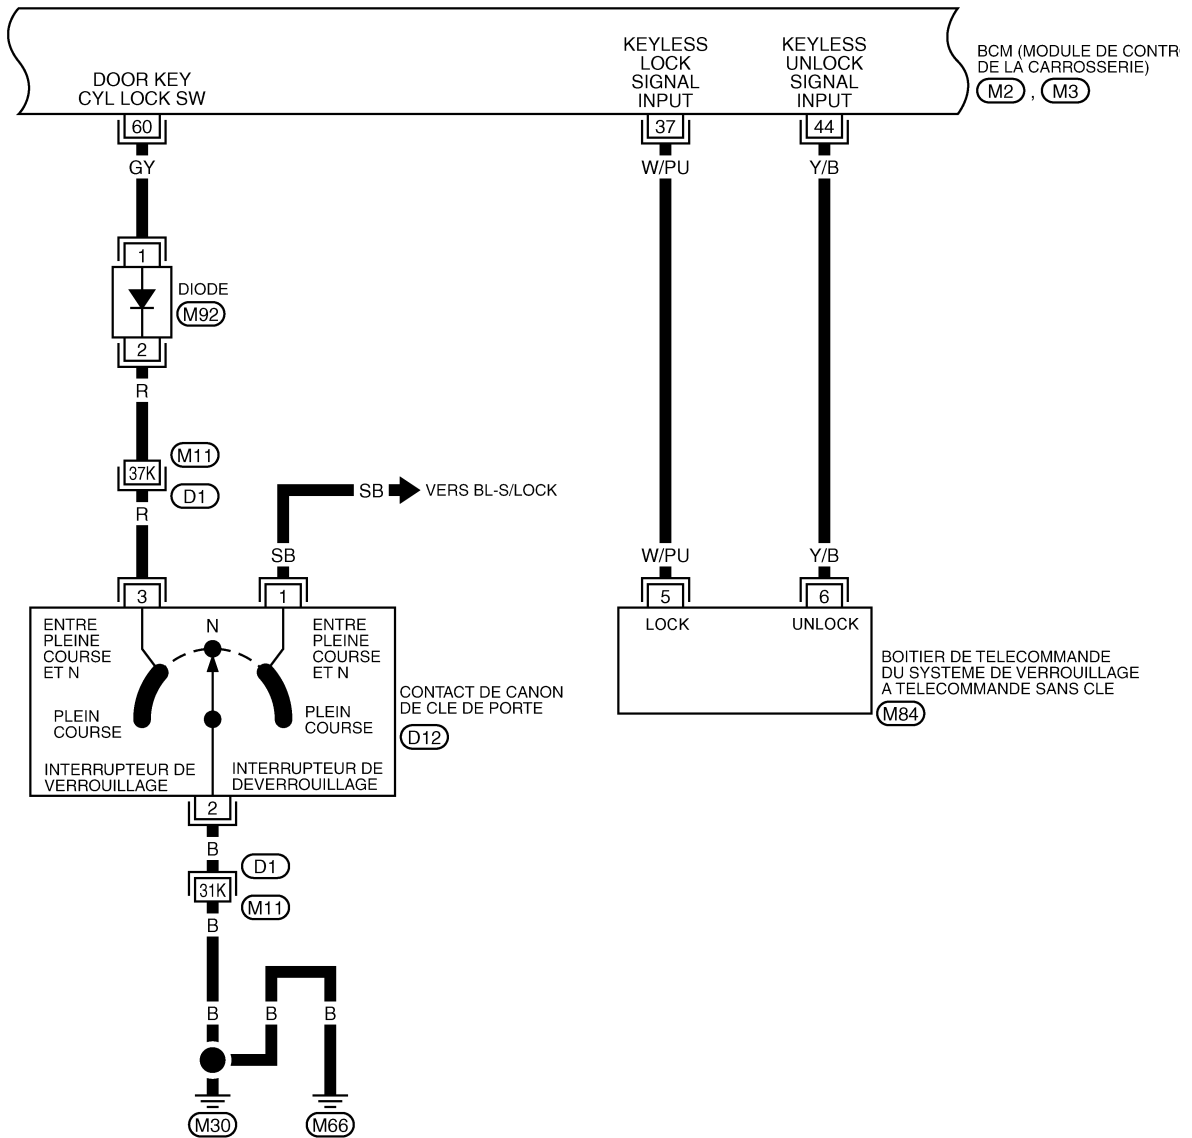 DOOR KEY
CYL LOCK SW
KEYLESS
LOCK
SIGNAL
INPUT
KEYLESS
UNLOCK
SIGNAL
INPUT
BCM (MODULE DE CONTR
DE LA CARROSSERIE)
M2 , M3
60
37
44
GY
W/PU
Y/B
1
DIODE
M92
2
R
M11
37K
D1
R
SB
VERS BL-S/LOCK
SB
W/PU
Y/B
3
1
5
6
ENTRE
PLEINE
COURSE
ET N
N
ENTRE
PLEINE
COURSE
ET N
PLEIN
COURSE
PLEIN
COURSE
INTERRUPTEUR DE
VERROUILLAGE
INTERRUPTEUR DE
DEVERROUILLAGE
CONTACT DE CANON
DE CLE DE PORTE
D12
LOCK
UNLOCK
BOITIER DE TELECOMMANDE
DU SYSTEME DE VERROUILLAGE
A TELECOMMANDE SANS CLE
M84
2
B
D1
31K
M11
B
B
B
B
M30
M66